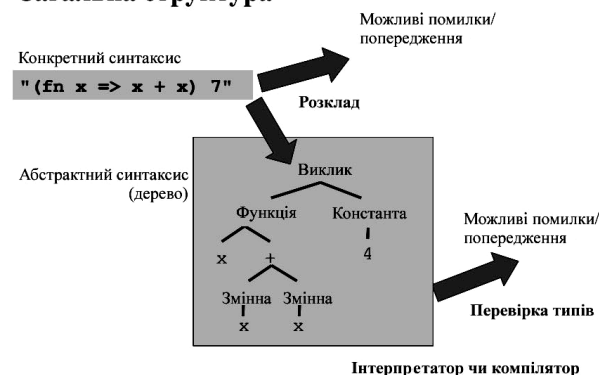 Загальна структура
Можливі помилки/
попередження
Конкретний синтаксис
"(fn x => x + x) 7"
Розклад
Абстрактний синтаксис
(дерево)
Виклик
Функція Константа
x + 4
Змінна Змінна
x x
Можливі помилки/
попередження
Перевірка типів
Інтерпретатор чи компілятор